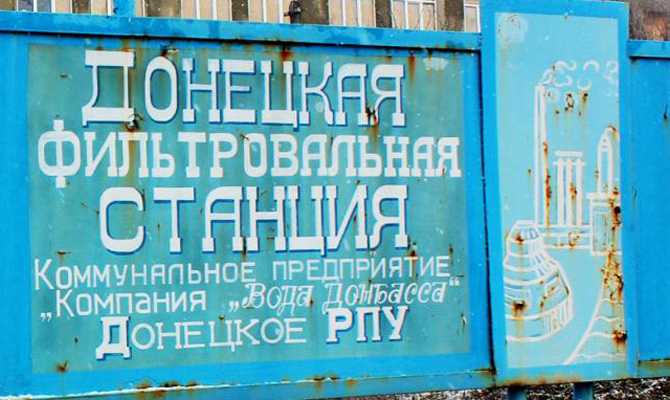 ДОНЕЦКАЯ
ФИЛЬТРОВАЛЬНАЯ
СТАНЦИЯ
КОММУНАЛЬНОЕ ПРЕДПРИЯТИЕ
„КОМПАНИЯ „ВОДА ДОНБАССА“
ДОНЕЦКОЕ РПУ